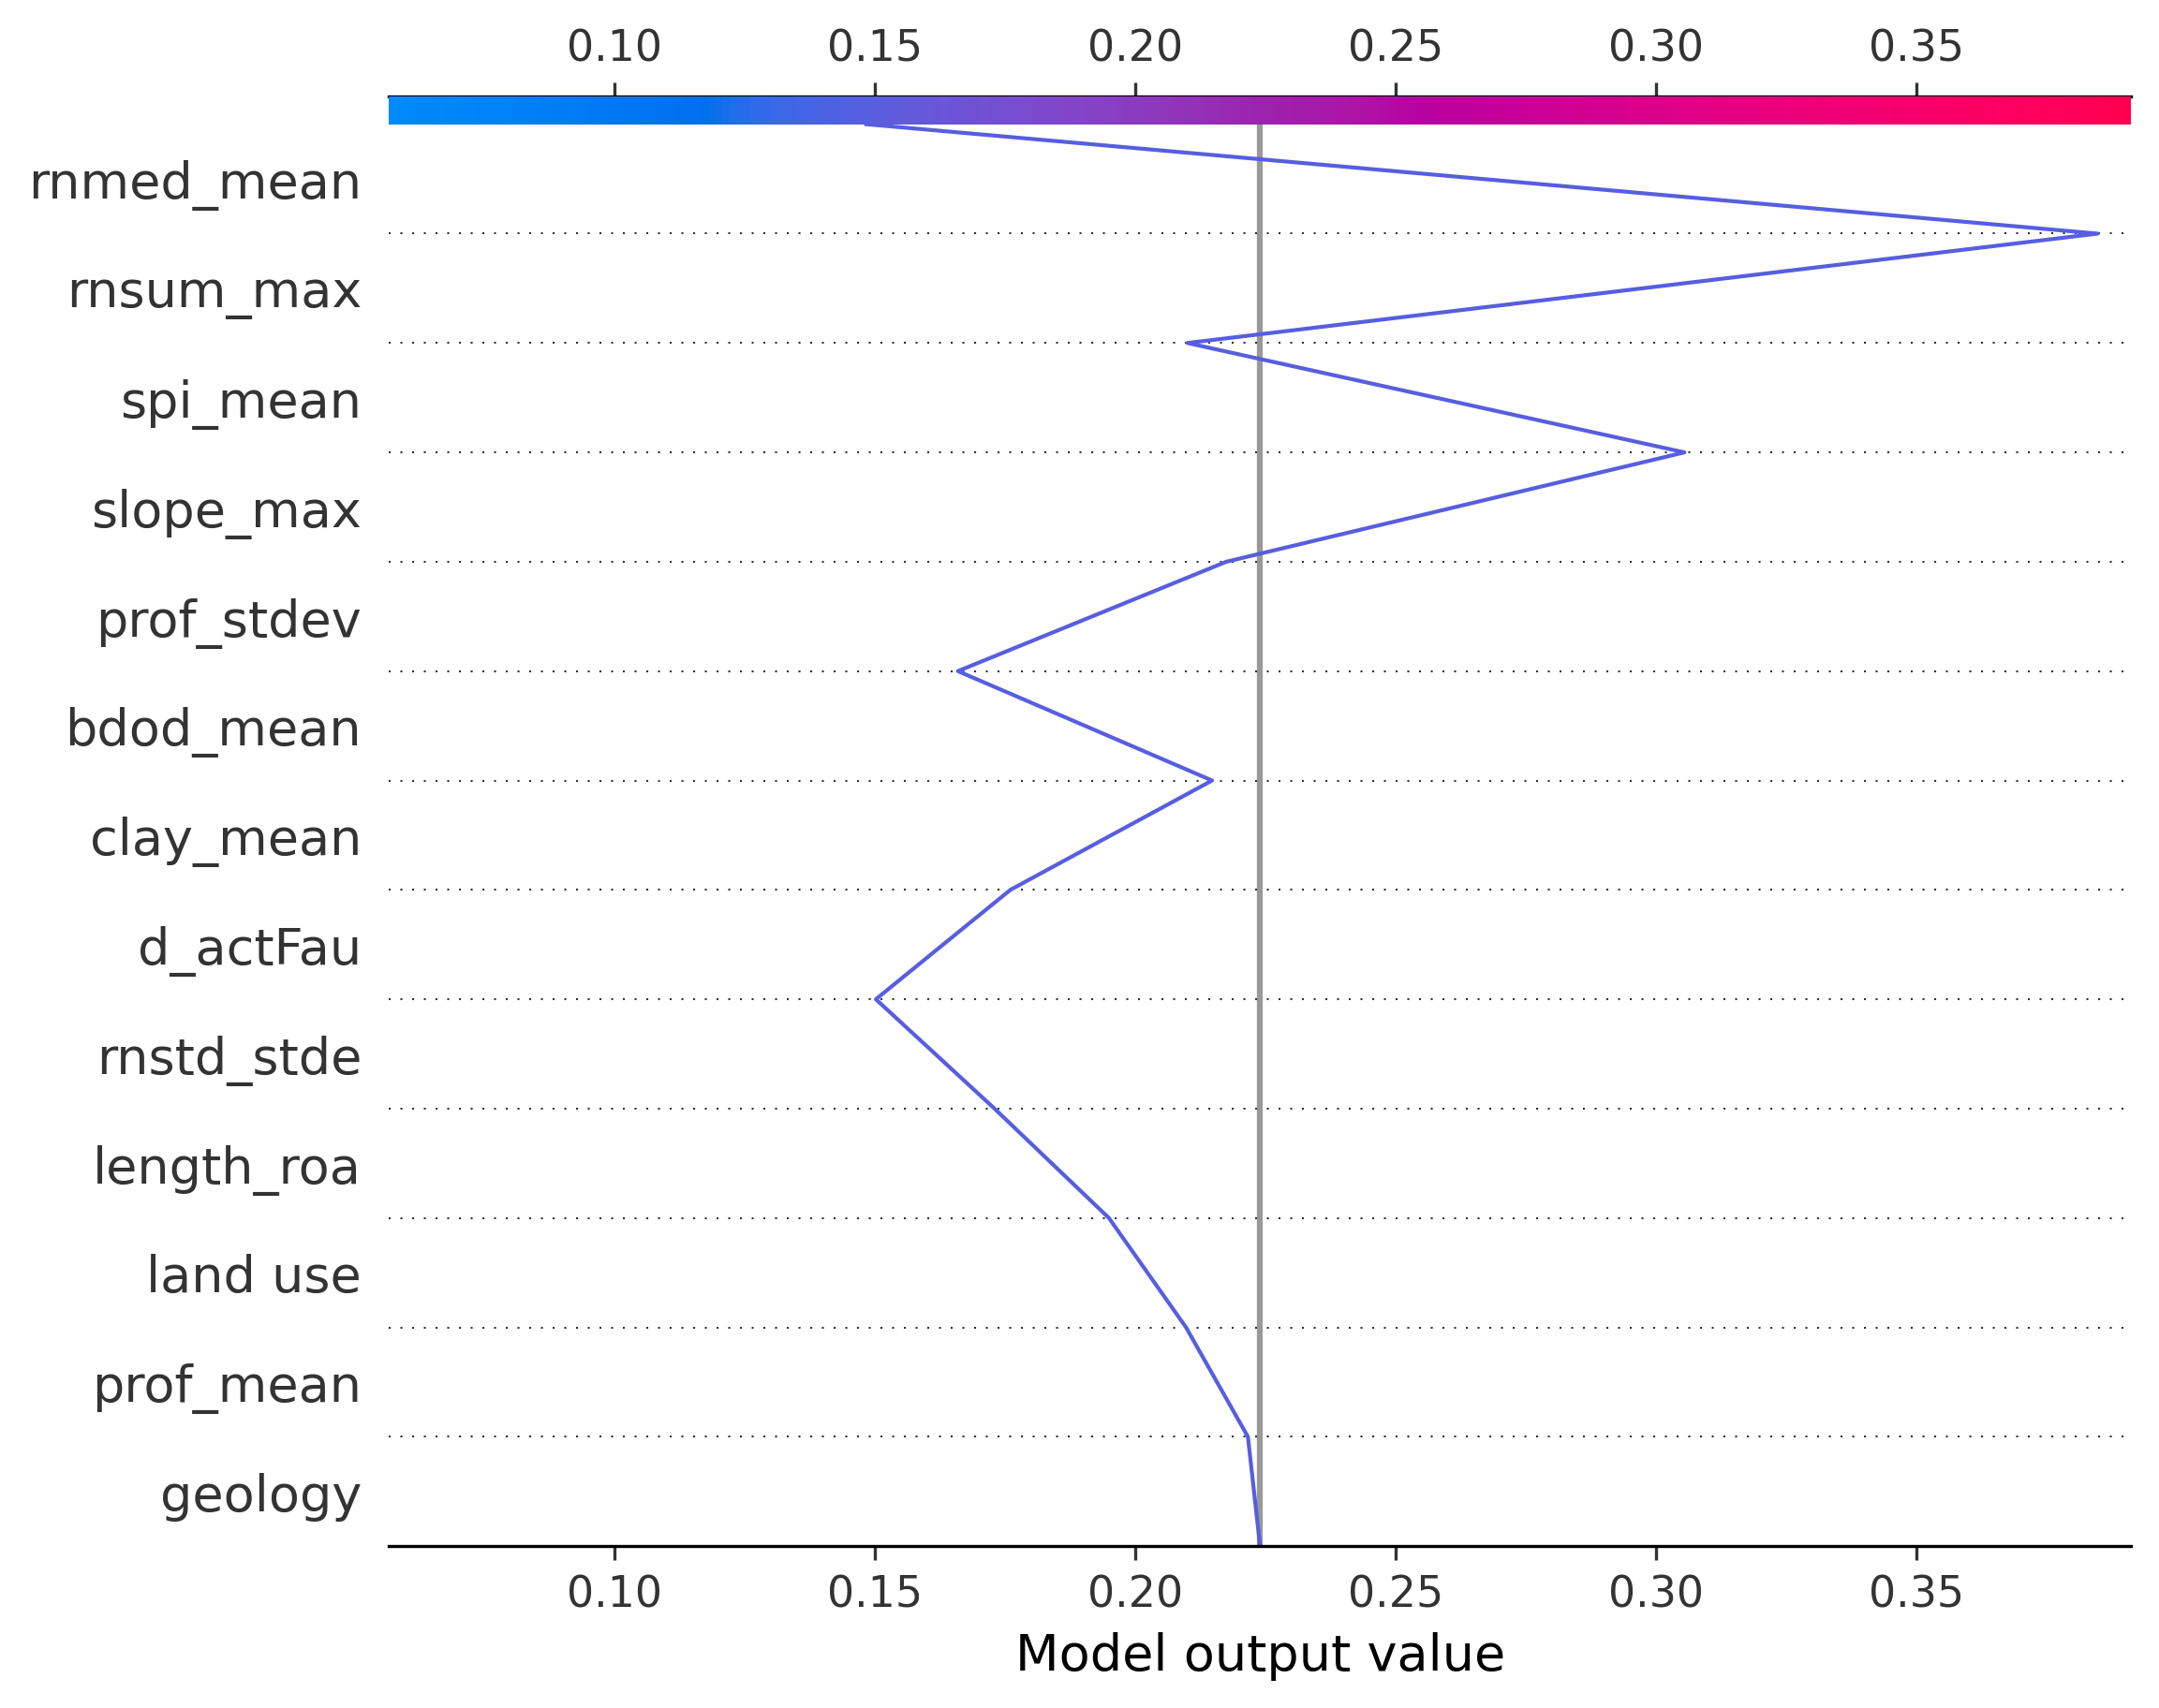 0.10 0.15 0.20 0.25 0.30 0.35
rnmed_mean
rnsum_max
spi_mean
slope_max
prof_stdev
bdod_mean
clay_mean
d_actFau
rnstd_stde
length_roa
land use
prof_mean
geology
0.10 0.15 0.20 0.25 0.30 0.35
Model output value